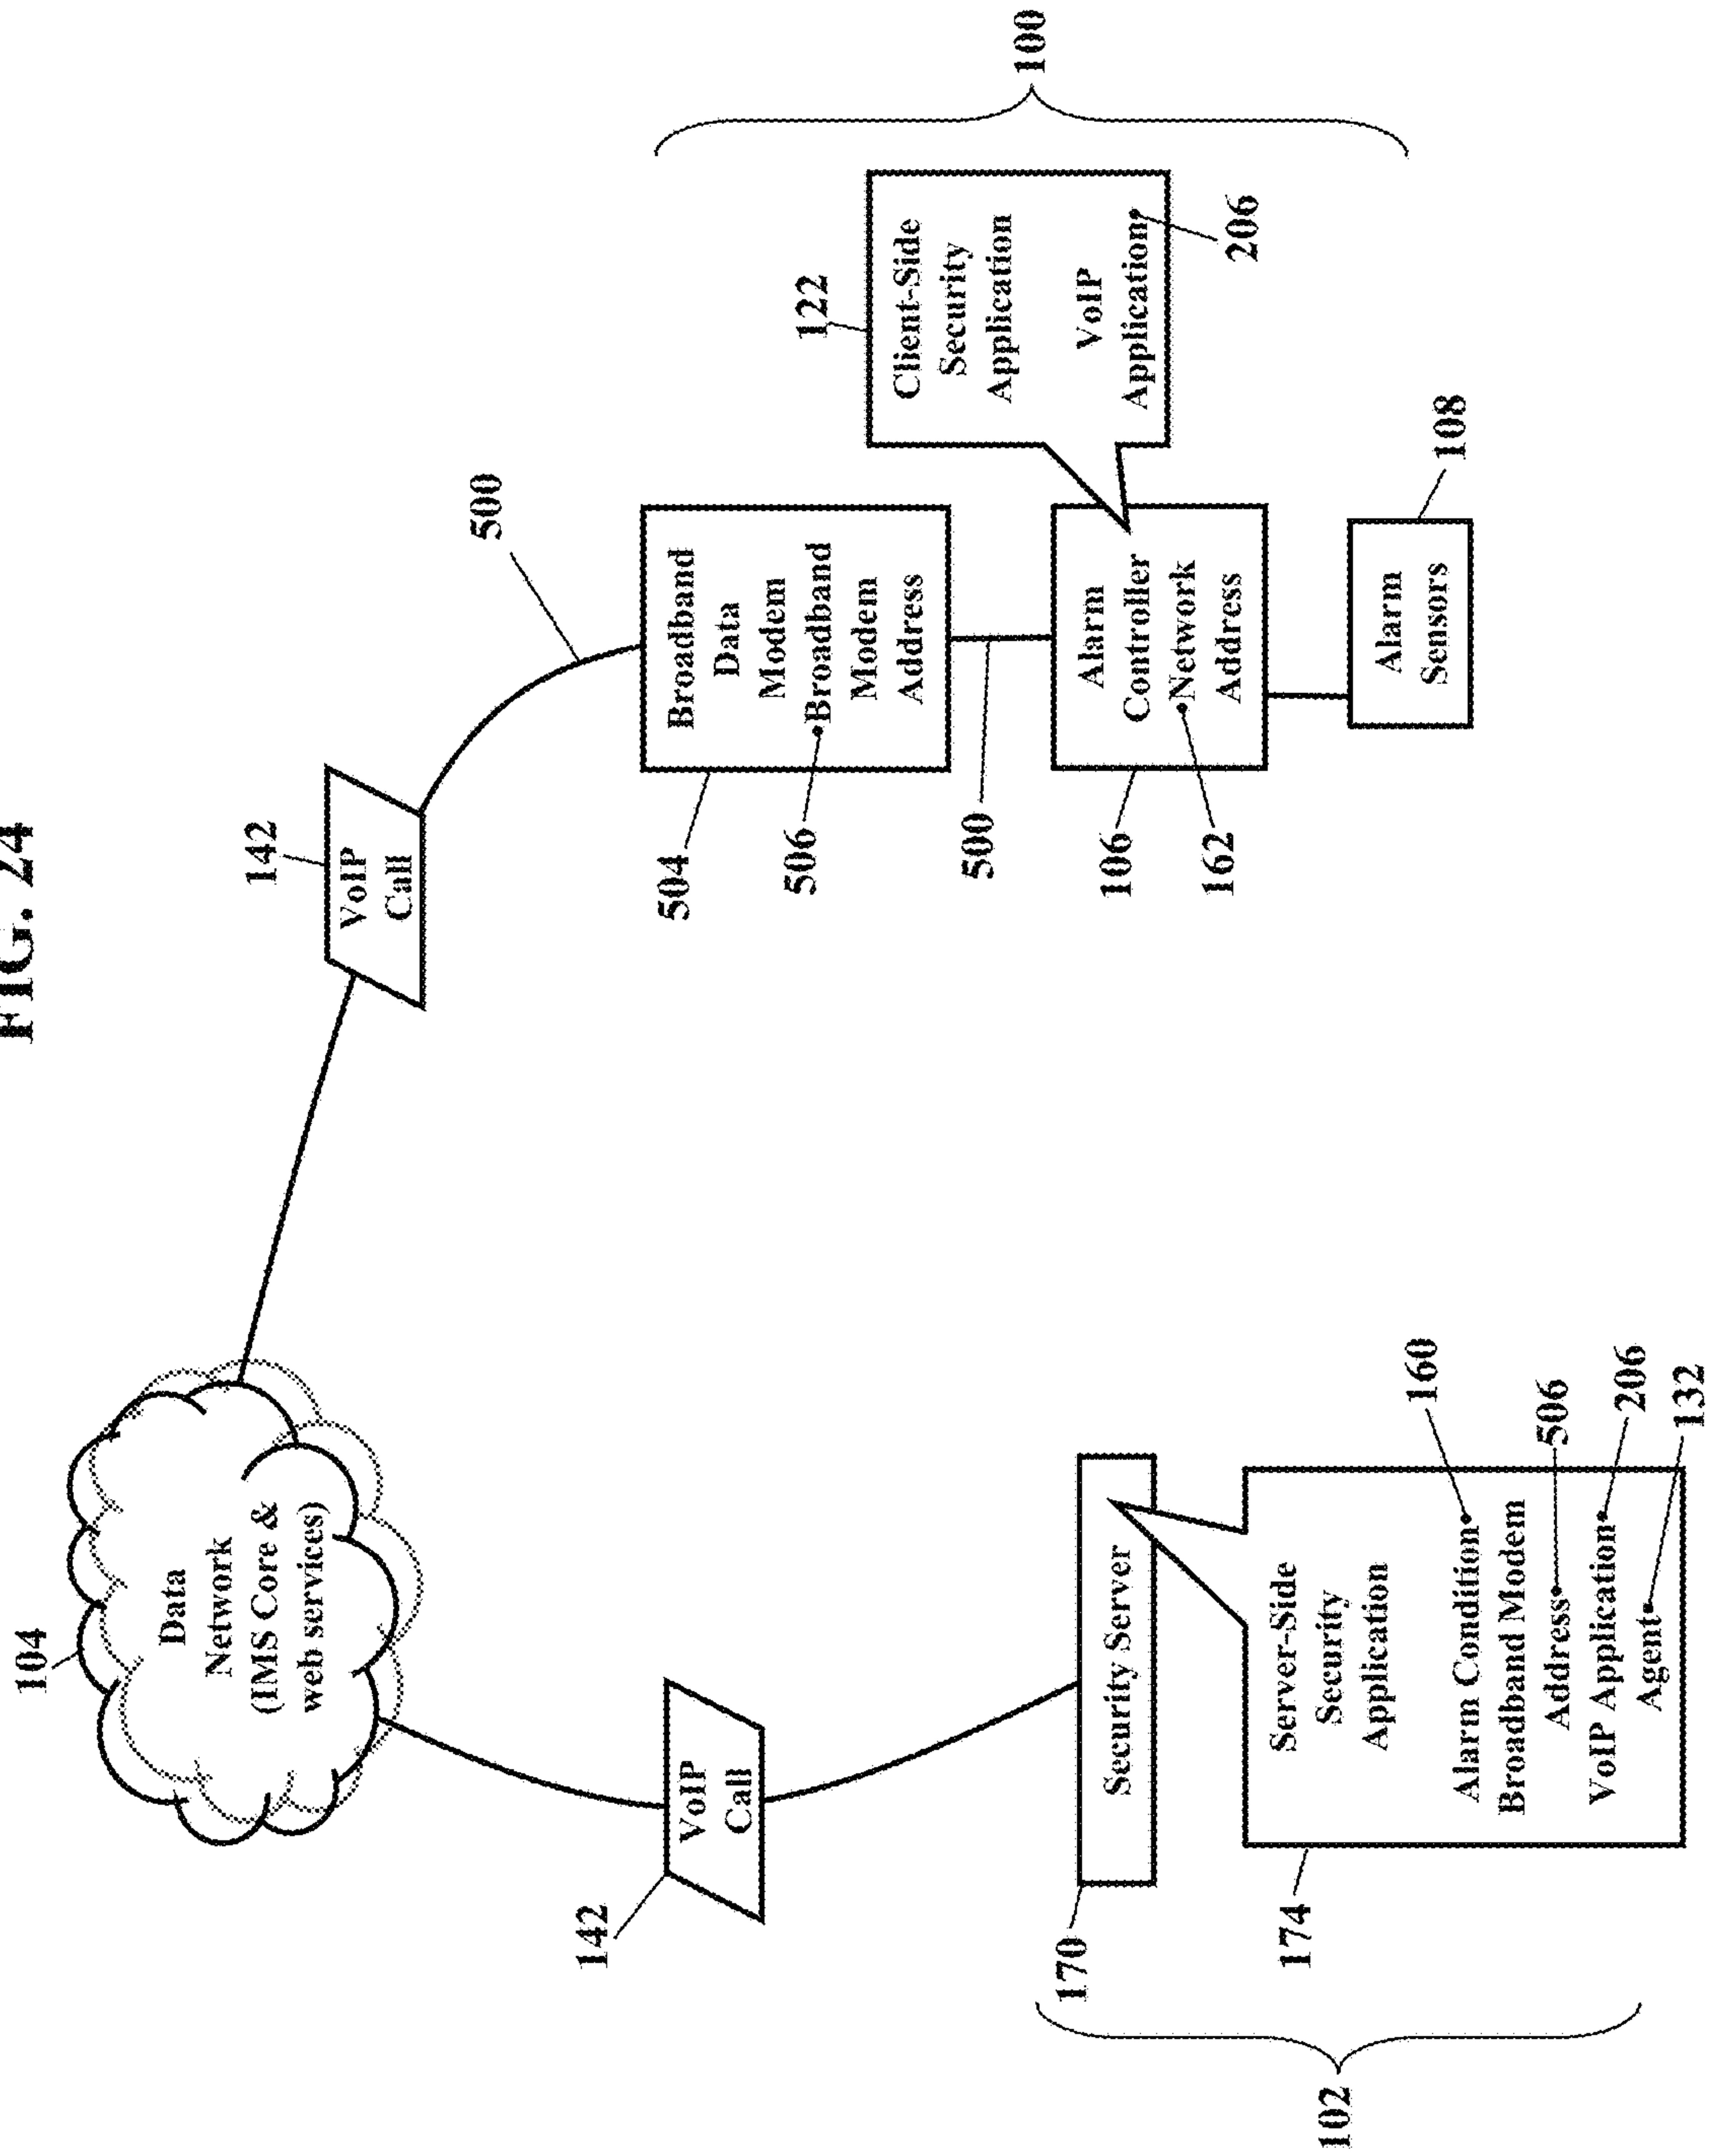 FIG. 24
104
Data
Network
(IMS Core &
web services)
142
VoIP
Call
500
142
VoIP
Call
504
Broadband
Data
Modem
506
Broadband
Modem
Address
500
122
Client-Side
Security
Application
VoIP
Application
206
100
106
Alarm
Controller
162
Network
Address
Alarm
Sensors
108
170
Security Server
102
174
Server-Side
Security
Application
Alarm Condition
160
Broadband Modem
Address
506
VoIP Application
206
Agent
132